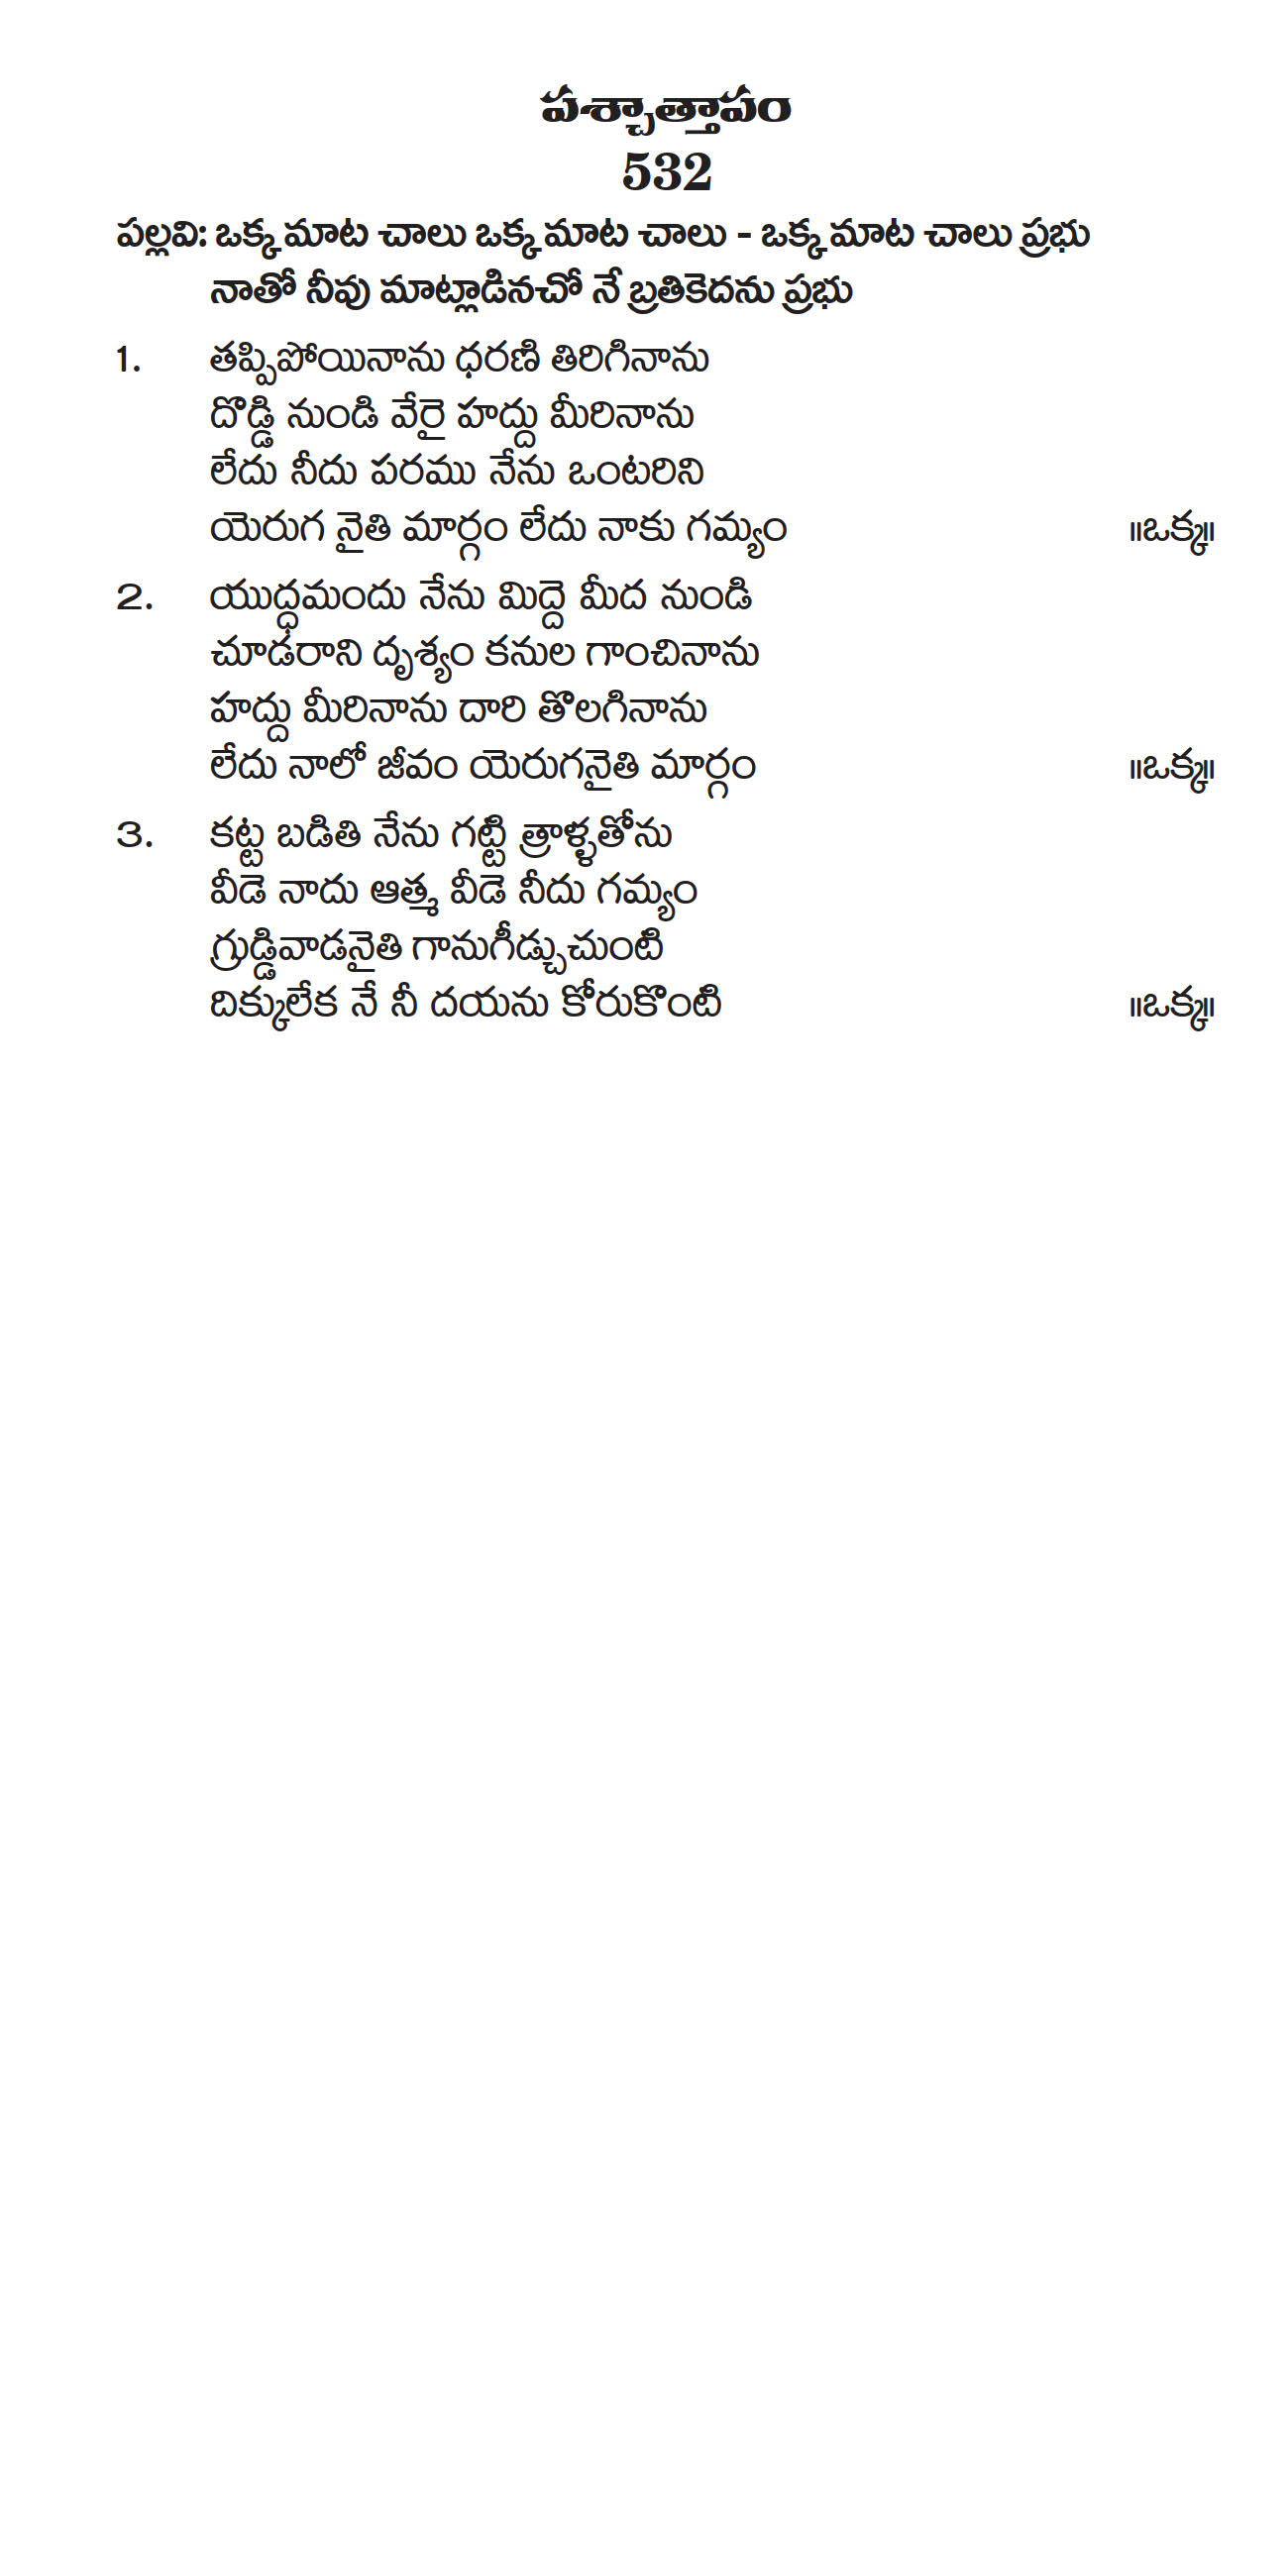 పశ్చాత్తాపం
532
పల్లవి: ఒక్కమాట చాలు ఒక్కమాట చాలు - ఒక్కమాట చాలు ప్రభు
నాతో నీవు మాట్లాడినచో నే బ్రతికెదను ప్రభు
1. తప్పిపోయినాను ధరణి తిరిగినాను
దొడ్డి నుండి వేరై హద్దు మీరినాను
లేదు నీదు పరము నేను ఒంటరిని
యెరుగ నైతి మార్గం లేదు నాకు గమ్యం ॥ఒక్క॥
2. యుద్ధమందు నేను మిద్దె మీద నుండి
చూడరాని దృశ్యం కనుల గాంచినాను
హద్దు మీరినాను దారి తొలగినాను
లేదు నాలో జీవం యెరుగనైతి మార్గం ॥ఒక్క॥
3. కట్ట బడితి నేను గట్టి త్రాళ్ళతోను
వీడె నాదు ఆత్మ వీడె నీదు గమ్యం
గ్రుడ్డివాడనైతి గానుగీడ్చుచుంటి
దిక్కులేక నే నీ దయను కోరుకొంటి ॥ఒక్క॥